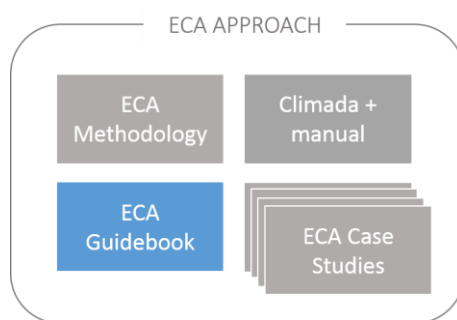 ECA APPROACH
ECA
Methodology
Climada +
manual
ECA
Guidebook
ECA Case
Studies